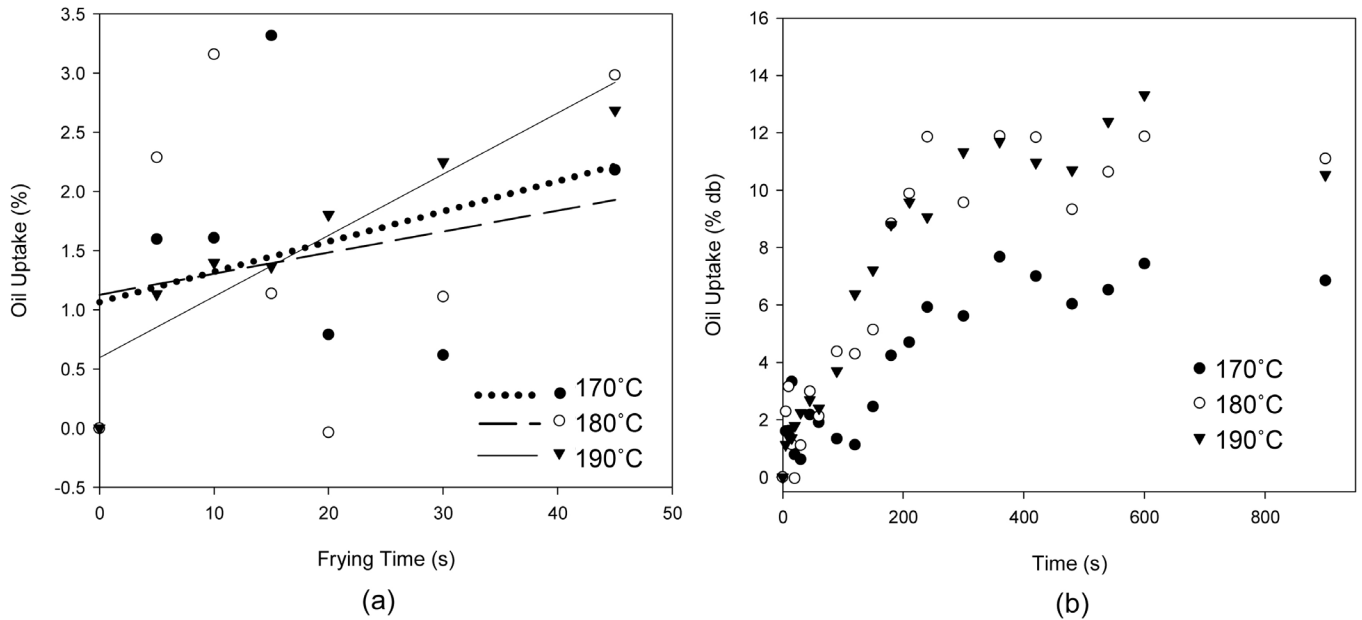 3.5
3.0
2.5
2.0
1.5
1.0
0.5
0.0
-0.5
Oil Uptake (%)
0 10 20 30 40 50
Frying Time (s)
170˚C
180˚C
190˚C
(a)
16
14
12
10
8
6
4
2
0
Oil Uptake (% db)
0 200 400 600 800
Time (s)
170˚C
180˚C
190˚C
(b)